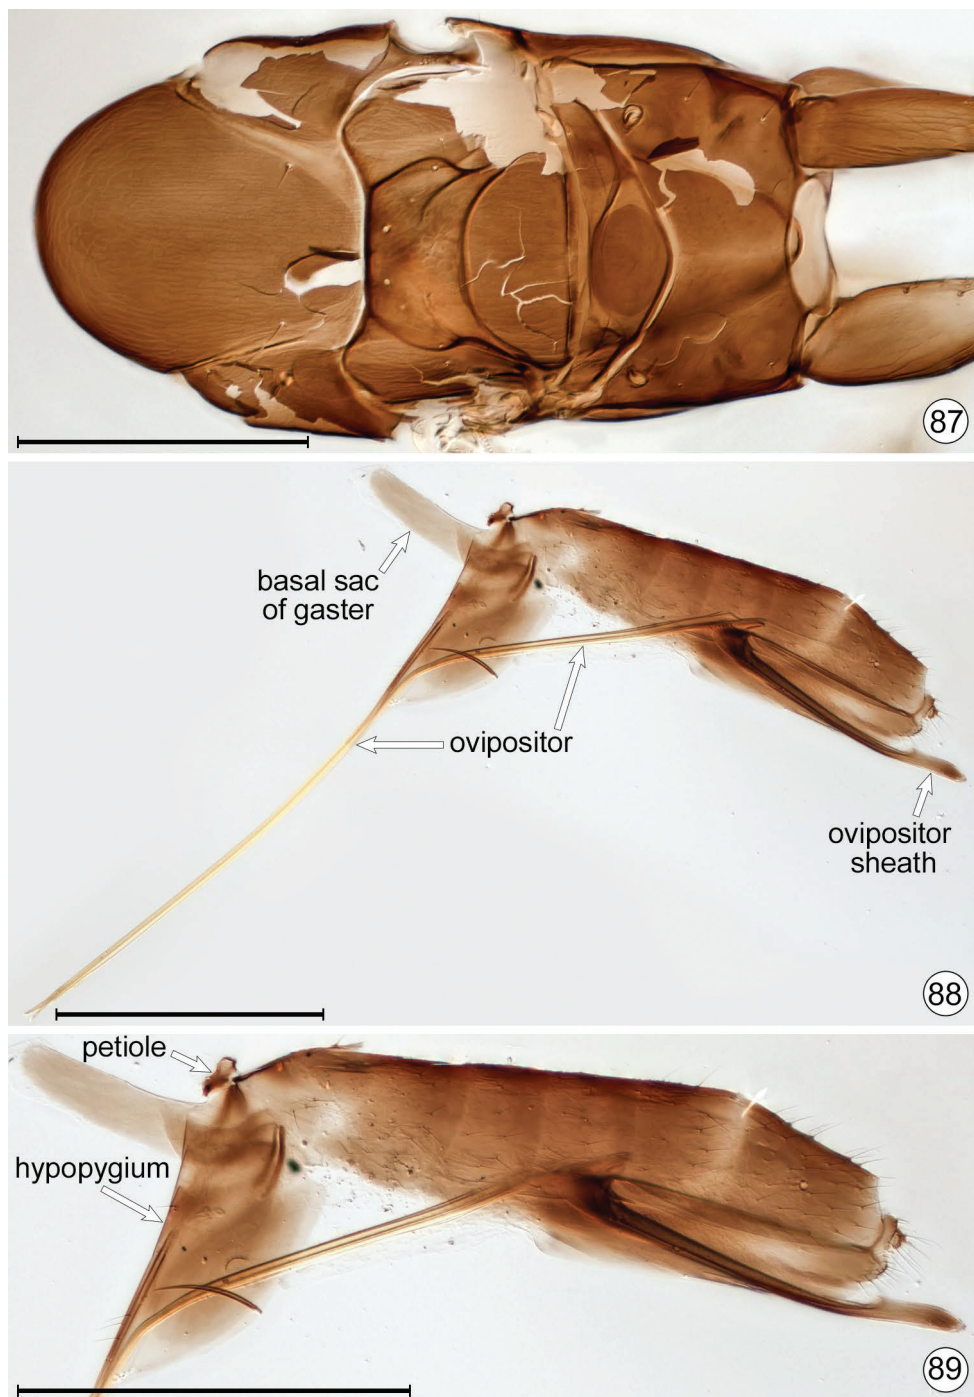 87
basal sac
of gaster
ovipositor
ovipositor
sheath
88
petiole
hypopygium
89